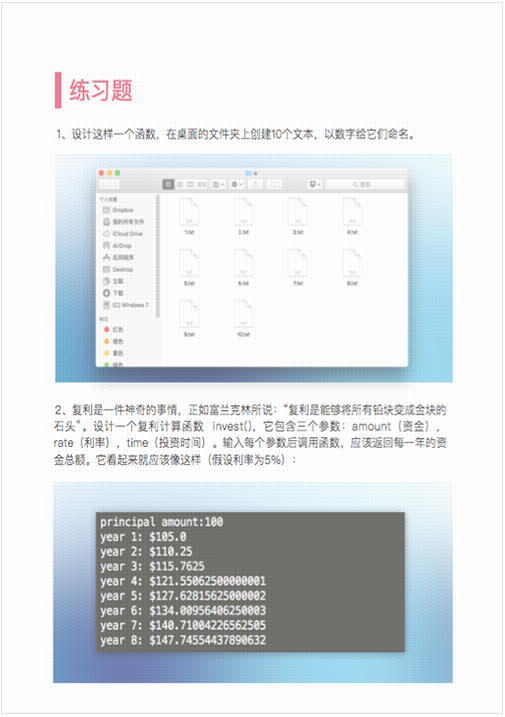 练习题
1、设计这样一个函数，在桌面的文件夹上创建10个文本，以数字给它们命名。
搜索
个人收藏
Dropbox
我的所有文件
iCloud Drive
AirDrop
应用程序
Desktop
文稿
下载
[C] Windows 7
标记
红色
橙色
黄色
绿色
1.txt 2.txt 3.txt 4.txt
5.txt 6.txt 7.txt 8.txt
9.txt 10.txt
2、复利是一件神奇的事情，正如富兰克林所说：“复利是能够将所有铅块变成金块的
石头”。设计一个复利计算函数 invest()，它包含三个参数：amount（资金），
rate（利率），time（投资时间）。输入每个参数后调用函数，应该返回每一年的资
金总额。它看起来就应该像这样（假设利率为5%）：
principal amount:100
year 1: $105.0
year 2: $110.25
year 3: $115.7625
year 4: $121.55062500000001
year 5: $127.62815625000002
year 6: $134.00956406250003
year 7: $140.71004226562505
year 8: $147.74554437890632